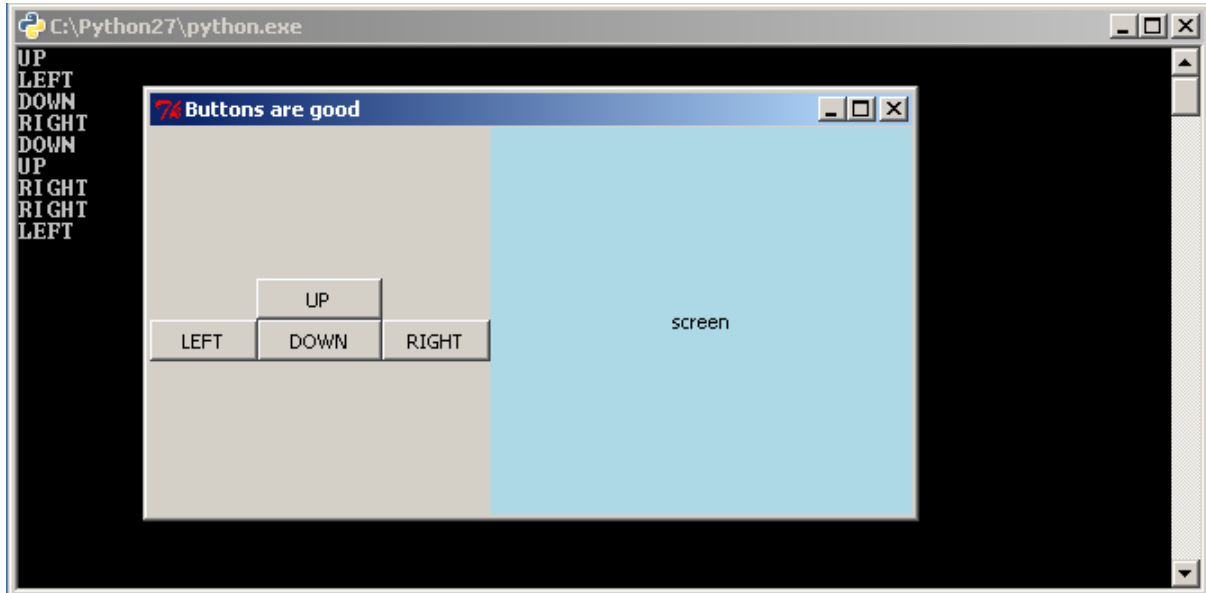 C:\Python27\python.exe
UP
LEFT
DOWN
RIGHT
DOWN
UP
RIGHT
RIGHT
LEFT
Buttons are good
UP
LEFT DOWN RIGHT
screen